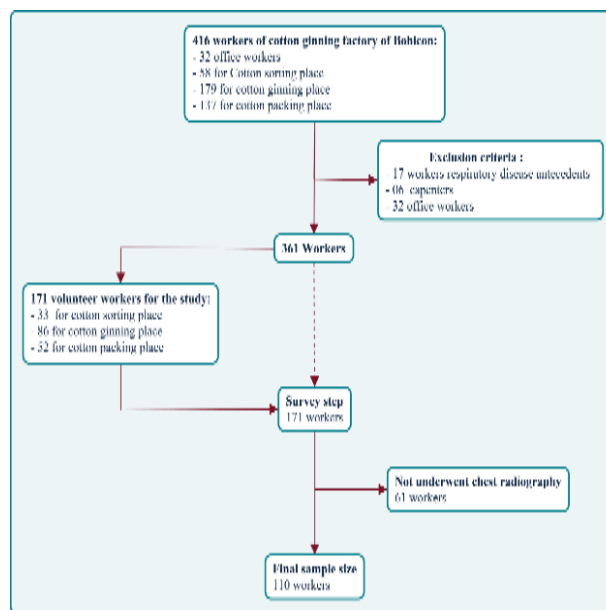 416 workers of cotton ginning factory of Bohicon:
- 32 office workers
- 58 for Cotton sorting place
- 179 for cotton ginning place
- 137 for cotton packing place
Exclusion criteria :
- 17 workers respiratory disease antecedents
- 06 capenters
- 32 office workers
361 Workers
171 volunteer workers for the study:
- 33 for cotton sorting place
- 86 for cotton ginning place
- 52 for cotton packing place
Survey step
171 workers
Not underwent chest radiography
61 workers
Final sample size
110 workers